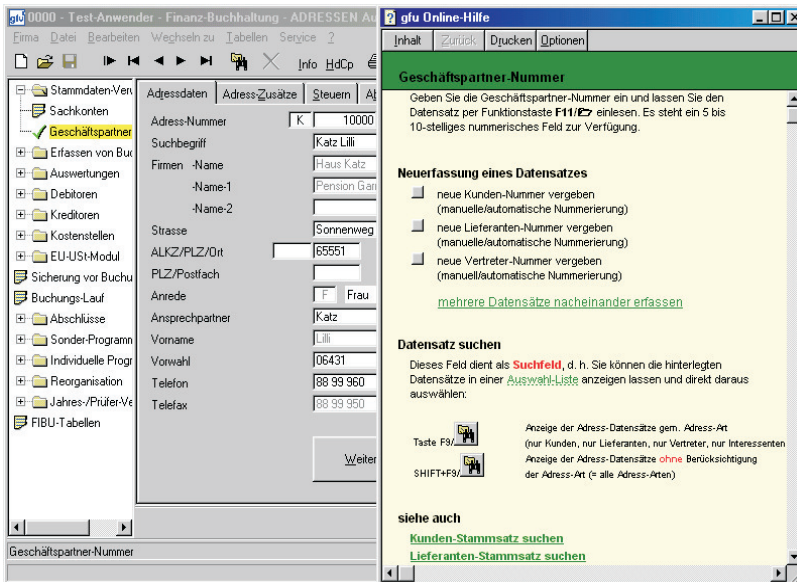 gfu 0000 - Test-Anwender - Finanz-Buchhaltung - ADRESSEN Au
Firma Datei Bearbeiten Wechseln zu Tabellen Service ?
Info HdCp
Stammdaten-Verw
Sachkonten
Geschäftspartner
Erfassen von Buc
Auswertungen
Debitoren
Kreditoren
Kostenstellen
EU-USt-Modul
Sicherung vor Buchu
Buchungs-Lauf
Abschlüsse
Sonder-Programm
Individuelle Progr
Reorganisation
Jahres-/Prüfer-Ve
FIBU-Tabellen
Adressdaten Adress-Zusätze Steuern
Adress-Nummer K 10000
Suchbegriff Katz Lilli
Firmen -Name Haus Katz
-Name-1 Pension Gar
-Name-2
Strasse Sonnenweg
ALKZ/PLZ/Ort 65551
PLZ/Postfach
Anrede F Frau
Ansprechpartner Katz
Vorname Lilli
Vorwahl 06431
Telefon 88 99 960
Telefax 88 99 950
Weiter
Geschäftspartner-Nummer
? gfu Online-Hilfe
Inhalt Zurück Drucken Optionen
Geschäftspartner-Nummer
Geben Sie die Geschäftspartner-Nummer ein und lassen Sie den
Datensatz per Funktionstaste F11/ einlesen. Es steht ein 5 bis
10-stelliges nummerisches Feld zur Verfügung.
Neuerfassung eines Datensatzes
neue Kunden-Nummer vergeben
(manuelle/automatische Nummerierung)
neue Lieferanten-Nummer vergeben
(manuelle/automatische Nummerierung)
neue Vertreter-Nummer vergeben
(manuell/automatische Nummerierung)
mehrere Datensätze nacheinander erfassen
Datensatz suchen
Dieses Feld dient als Suchfeld, d. h. Sie können die hinterlegten
Datensätze in einer Auswahl-Liste anzeigen lassen und direkt daraus
auswählen:
Taste F9/ Anzeige der Adress-Datensätze gem. Adress-Art
(nur Kunden, nur Lieferanten, nur Vertreter, nur Interessenten
SHIFT+F9/ Anzeige der Adress-Datensätze ohne Berücksichtigung
der Adress-Art (= alle Adress-Arten)
siehe auch
Kunden-Stammsatz suchen
Lieferanten-Stammsatz suchen